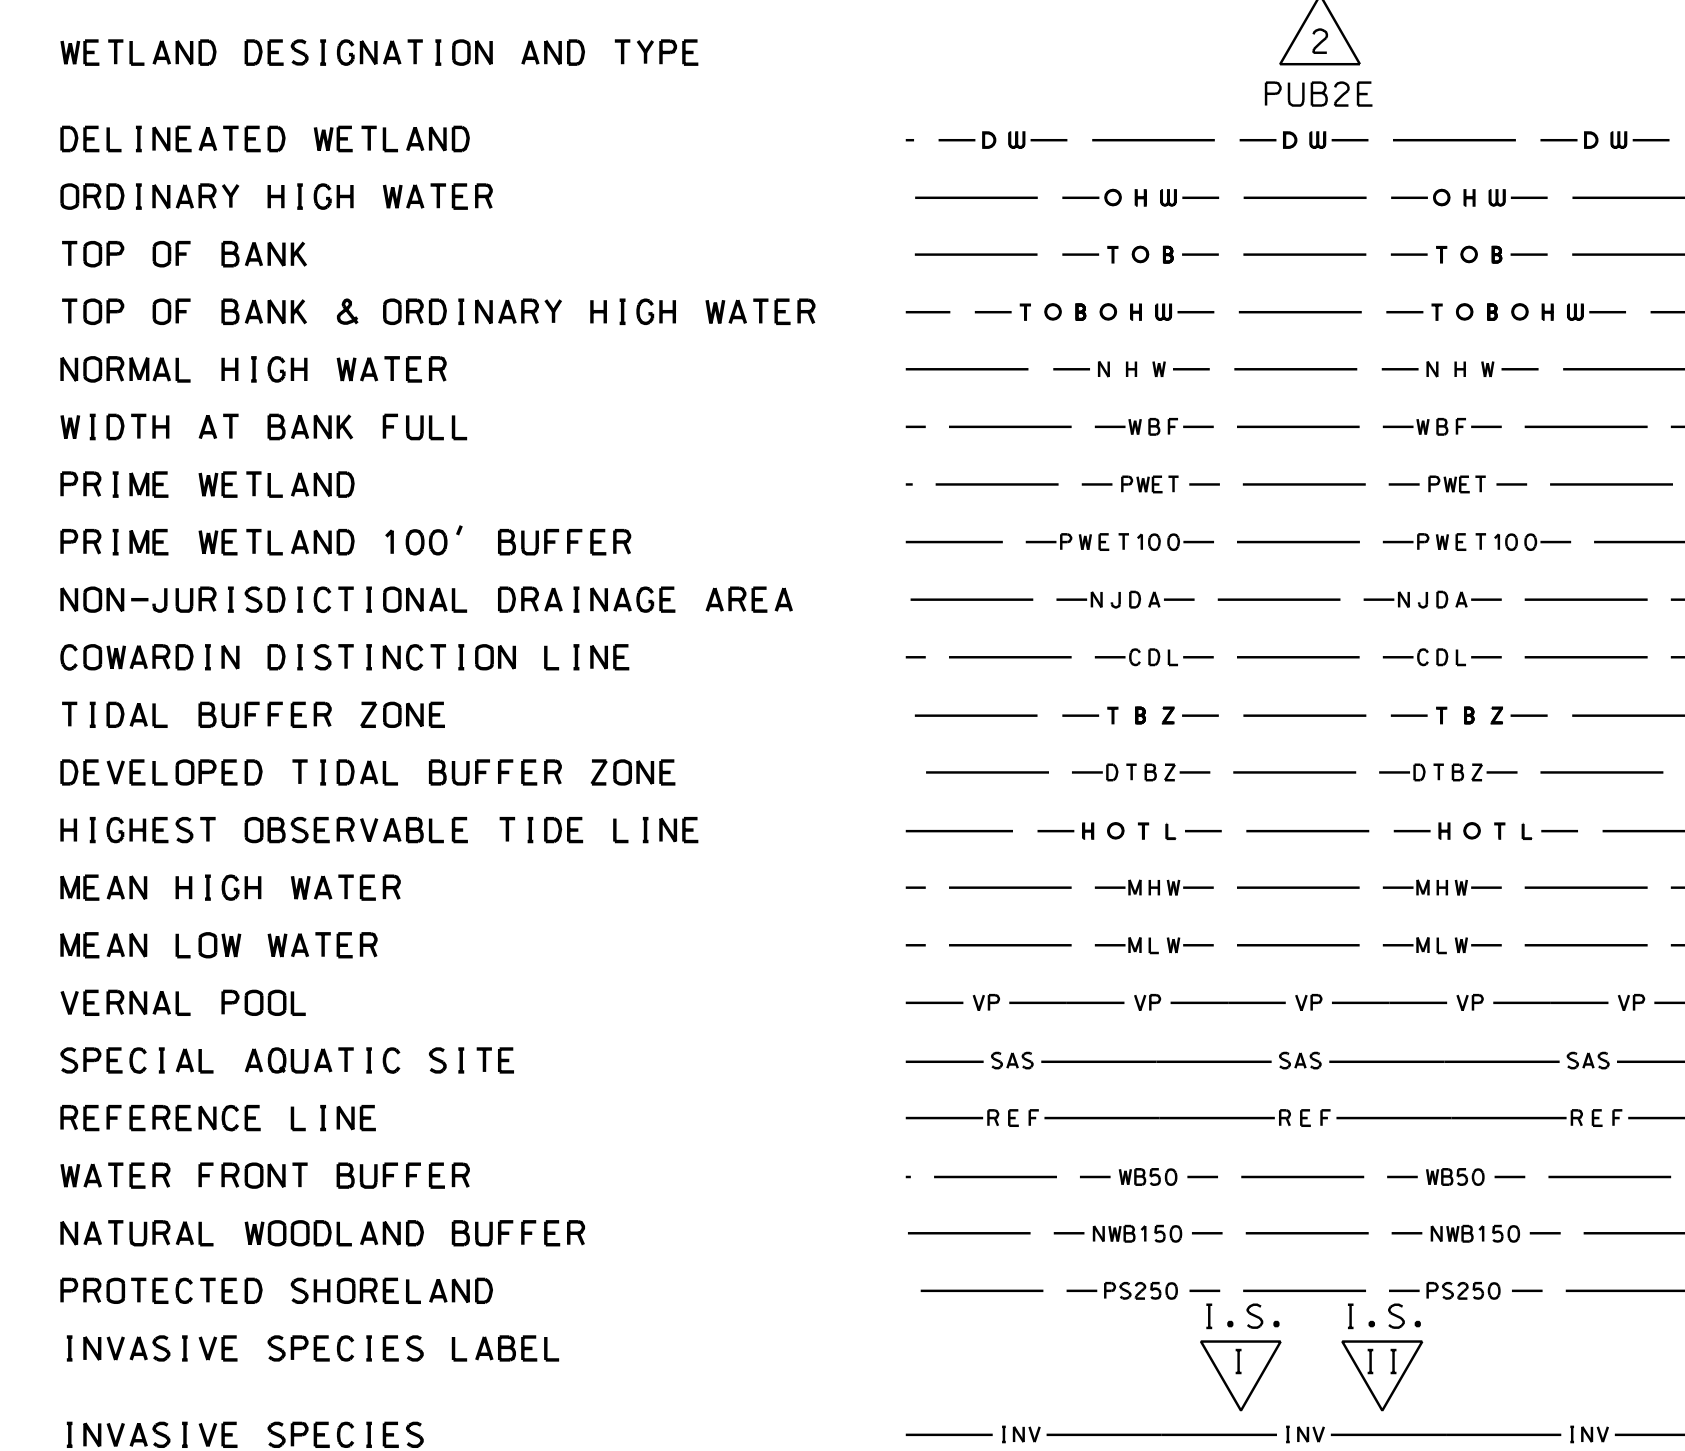 WETLAND DESIGNATION AND TYPE 2
PUB2E
DELINEATED WETLAND DW DW DW
ORDINARY HIGH WATER OHW OHW
TOP OF BANK TOB TOB
TOP OF BANK & ORDINARY HIGH WATER TOBOHW TOBOHW
NORMAL HIGH WATER NHW NHW
WIDTH AT BANK FULL WBF WBF
PRIME WETLAND PWET PWET
PRIME WETLAND 100' BUFFER PWET100 PWET100
NON-JURISDICTIONAL DRAINAGE AREA NJDA NJDA
COWARDIN DISTINCTION LINE CDL CDL
TIDAL BUFFER ZONE TBZ TBZ
DEVELOPED TIDAL BUFFER ZONE DTBZ DTBZ
HIGHEST OBSERVABLE TIDE LINE HOTL HOTL
MEAN HIGH WATER MHW MHW
MEAN LOW WATER MLW MLW
VERNAL POOL VP VP VP VP VP
SPECIAL AQUATIC SITE SAS SAS SAS
REFERENCE LINE REF REF REF
WATER FRONT BUFFER WB50 WB50
NATURAL WOODLAND BUFFER NWB150 NWB150
PROTECTED SHORELAND PS250 PS250
I.S. I.S.
INVASIVE SPECIES LABEL I II
INVASIVE SPECIES INV INV INV